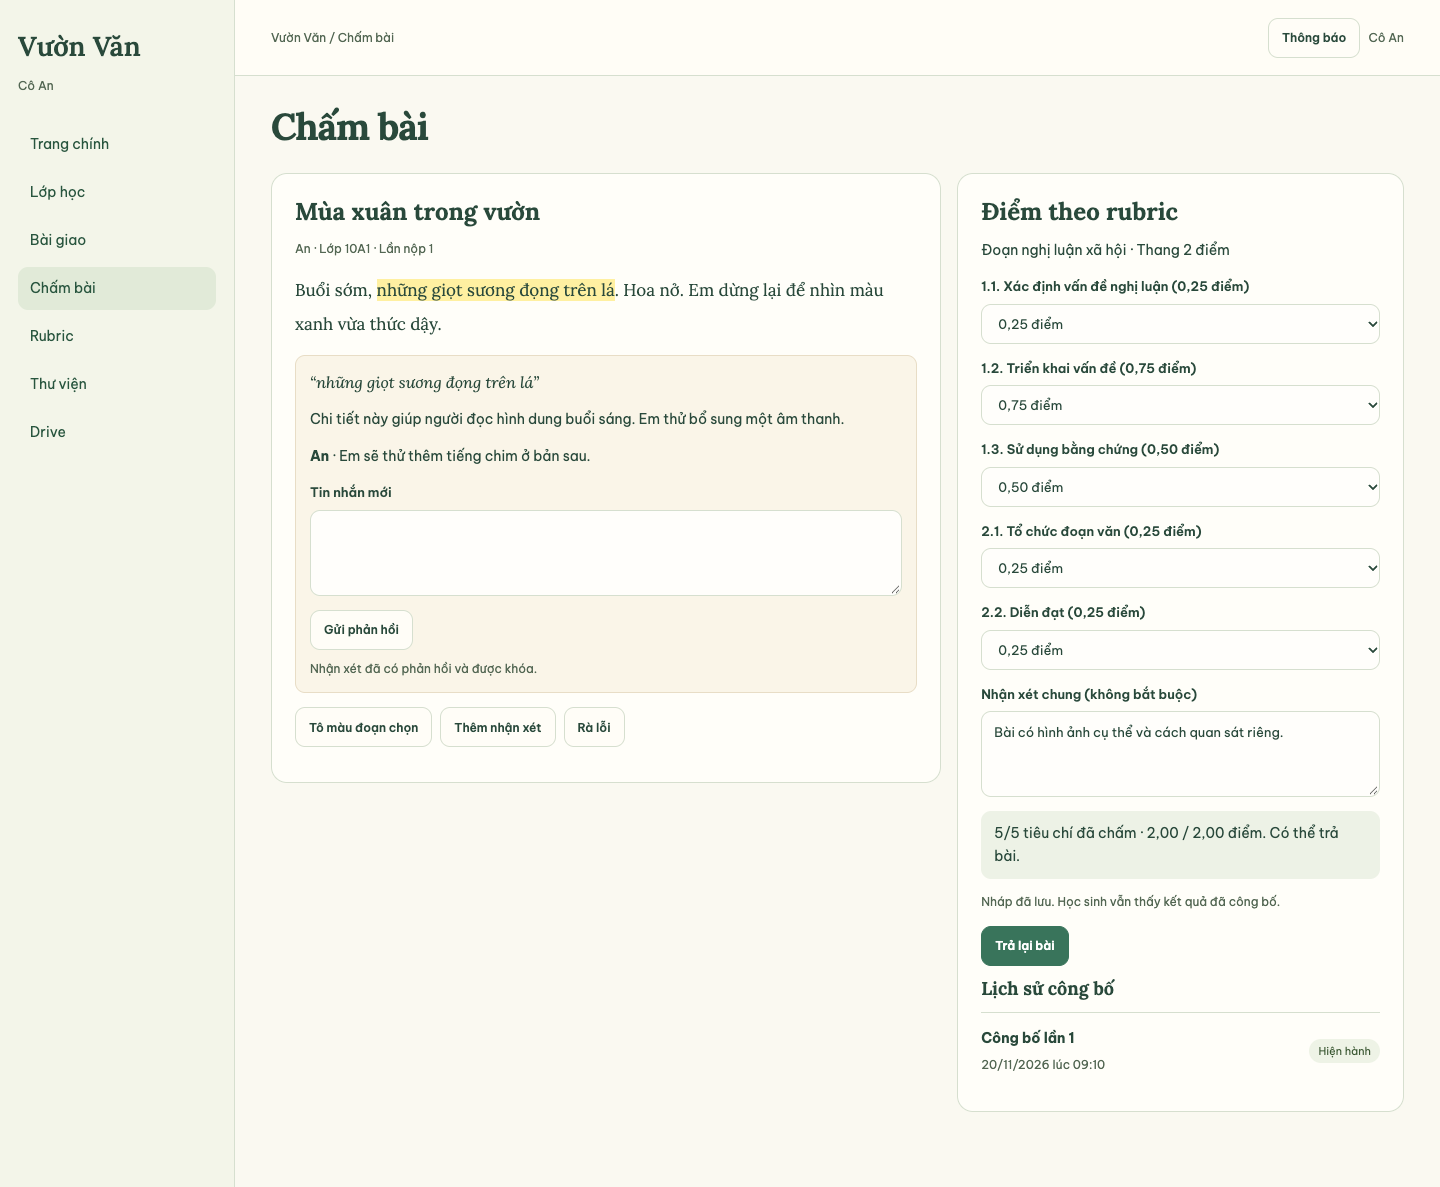 Vườn Văn
Cô An
Trang chính
Lớp học
Bài giao
Chấm bài
Rubric
Thư viện
Drive
Vườn Văn / Chấm bài
Thông báo
Cô An
Chấm bài
Mùa xuân trong vườn
An · Lớp 10A1 · Lần nộp 1
Buổi sớm, những giọt sương đọng trên lá. Hoa nở. Em dừng lại để nhìn màu
xanh vừa thức dậy.
“những giọt sương đọng trên lá”
Chi tiết này giúp người đọc hình dung buổi sáng. Em thử bổ sung một âm thanh.
An · Em sẽ thử thêm tiếng chim ở bản sau.
Tin nhắn mới
Gửi phản hồi
Nhận xét đã có phản hồi và được khóa.
Tô màu đoạn chọn
Thêm nhận xét
Rà lỗi
Điểm theo rubric
Đoạn nghị luận xã hội · Thang 2 điểm
1.1. Xác định vấn đề nghị luận (0,25 điểm)
0,25 điểm
1.2. Triển khai vấn đề (0,75 điểm)
0,75 điểm
1.3. Sử dụng bằng chứng (0,50 điểm)
0,50 điểm
2.1. Tổ chức đoạn văn (0,25 điểm)
0,25 điểm
2.2. Diễn đạt (0,25 điểm)
0,25 điểm
Nhận xét chung (không bắt buộc)
Bài có hình ảnh cụ thể và cách quan sát riêng.
5/5 tiêu chí đã chấm · 2,00 / 2,00 điểm. Có thể trả
bài.
Nháp đã lưu. Học sinh vẫn thấy kết quả đã công bố.
Trả lại bài
Lịch sử công bố
Công bố lần 1
20/11/2026 lúc 09:10
Hiện hành